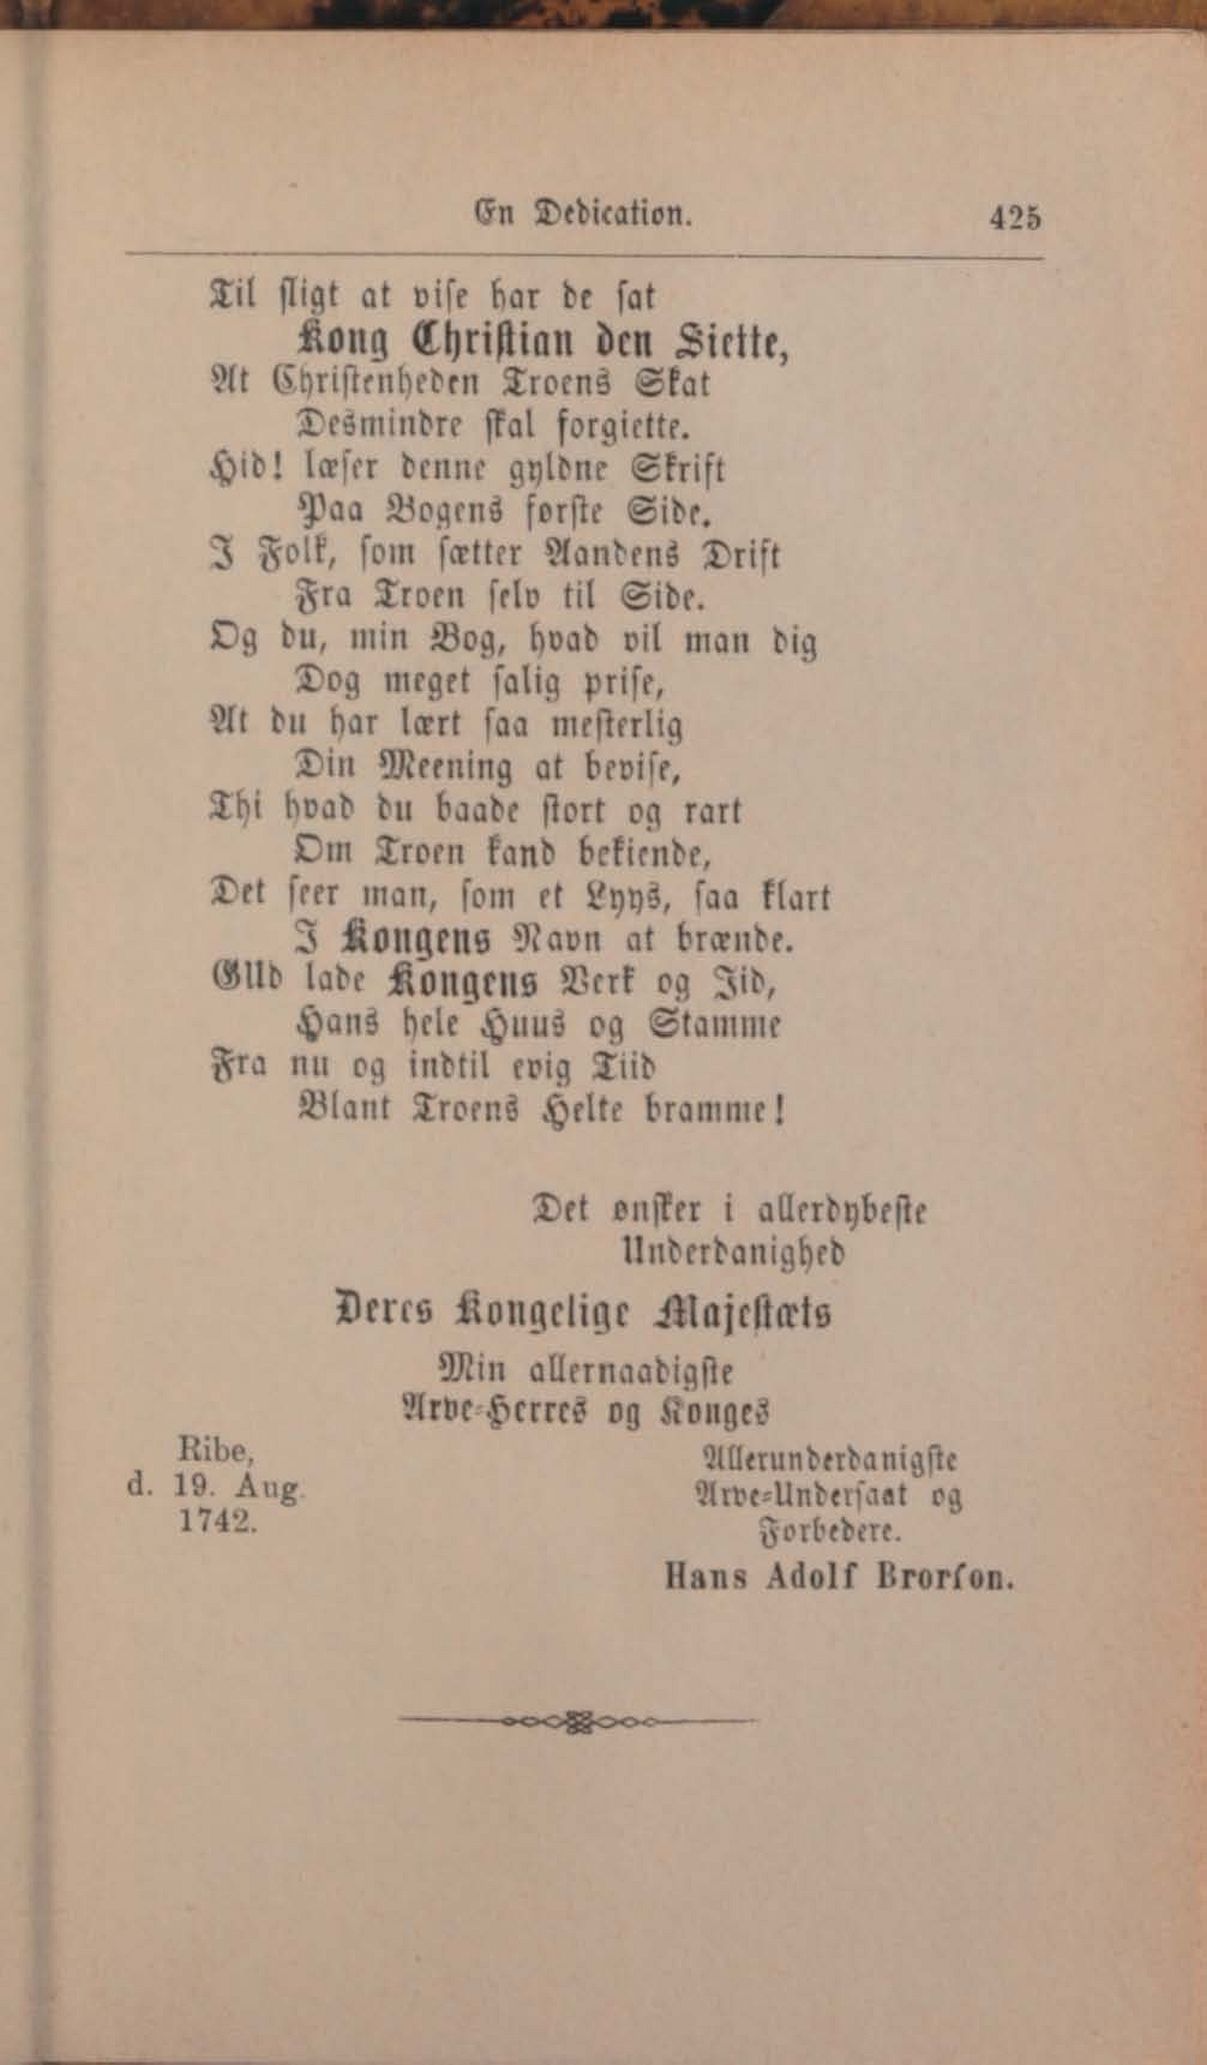 En Dedication. 425
Til sligt at vise har de sat
Kong Christian den Siette,
At Christenheden Troens Skat
Desmindre skal forgiette.
Hid! læser denne gyldne Skrift
Paa Bogens første Side.
I Folk, som sætter Aandens Drift
Fra Troen selv til Side.
Og du, min Bog, hvad vil man dig
Dog meget salig prise,
At du har lært saa mesterlig
Din Meening at bevise,
Thi hvad du baade stort og rart
Om Troen kand bekiende,
Det seer man, som et Lyys, saa klart
I Kongens Navn at brænde.
GUd lade Kongens Verk og Iid,
Hans hele Huus og Stamme
Fra nu og indtil evig Tiid
Blant Troens Helte bramme!
Det ønsker i allerdybeste
Underdanighed
Deres Kongelige Majestæts
Min allernaadigste
Arve-Herres og Konges
Ribe,
d. 19. Aug.
1742.
Allerunderdanigste
Arve-Undersaat og
Forbedere.
Hans Adolf Brorson.